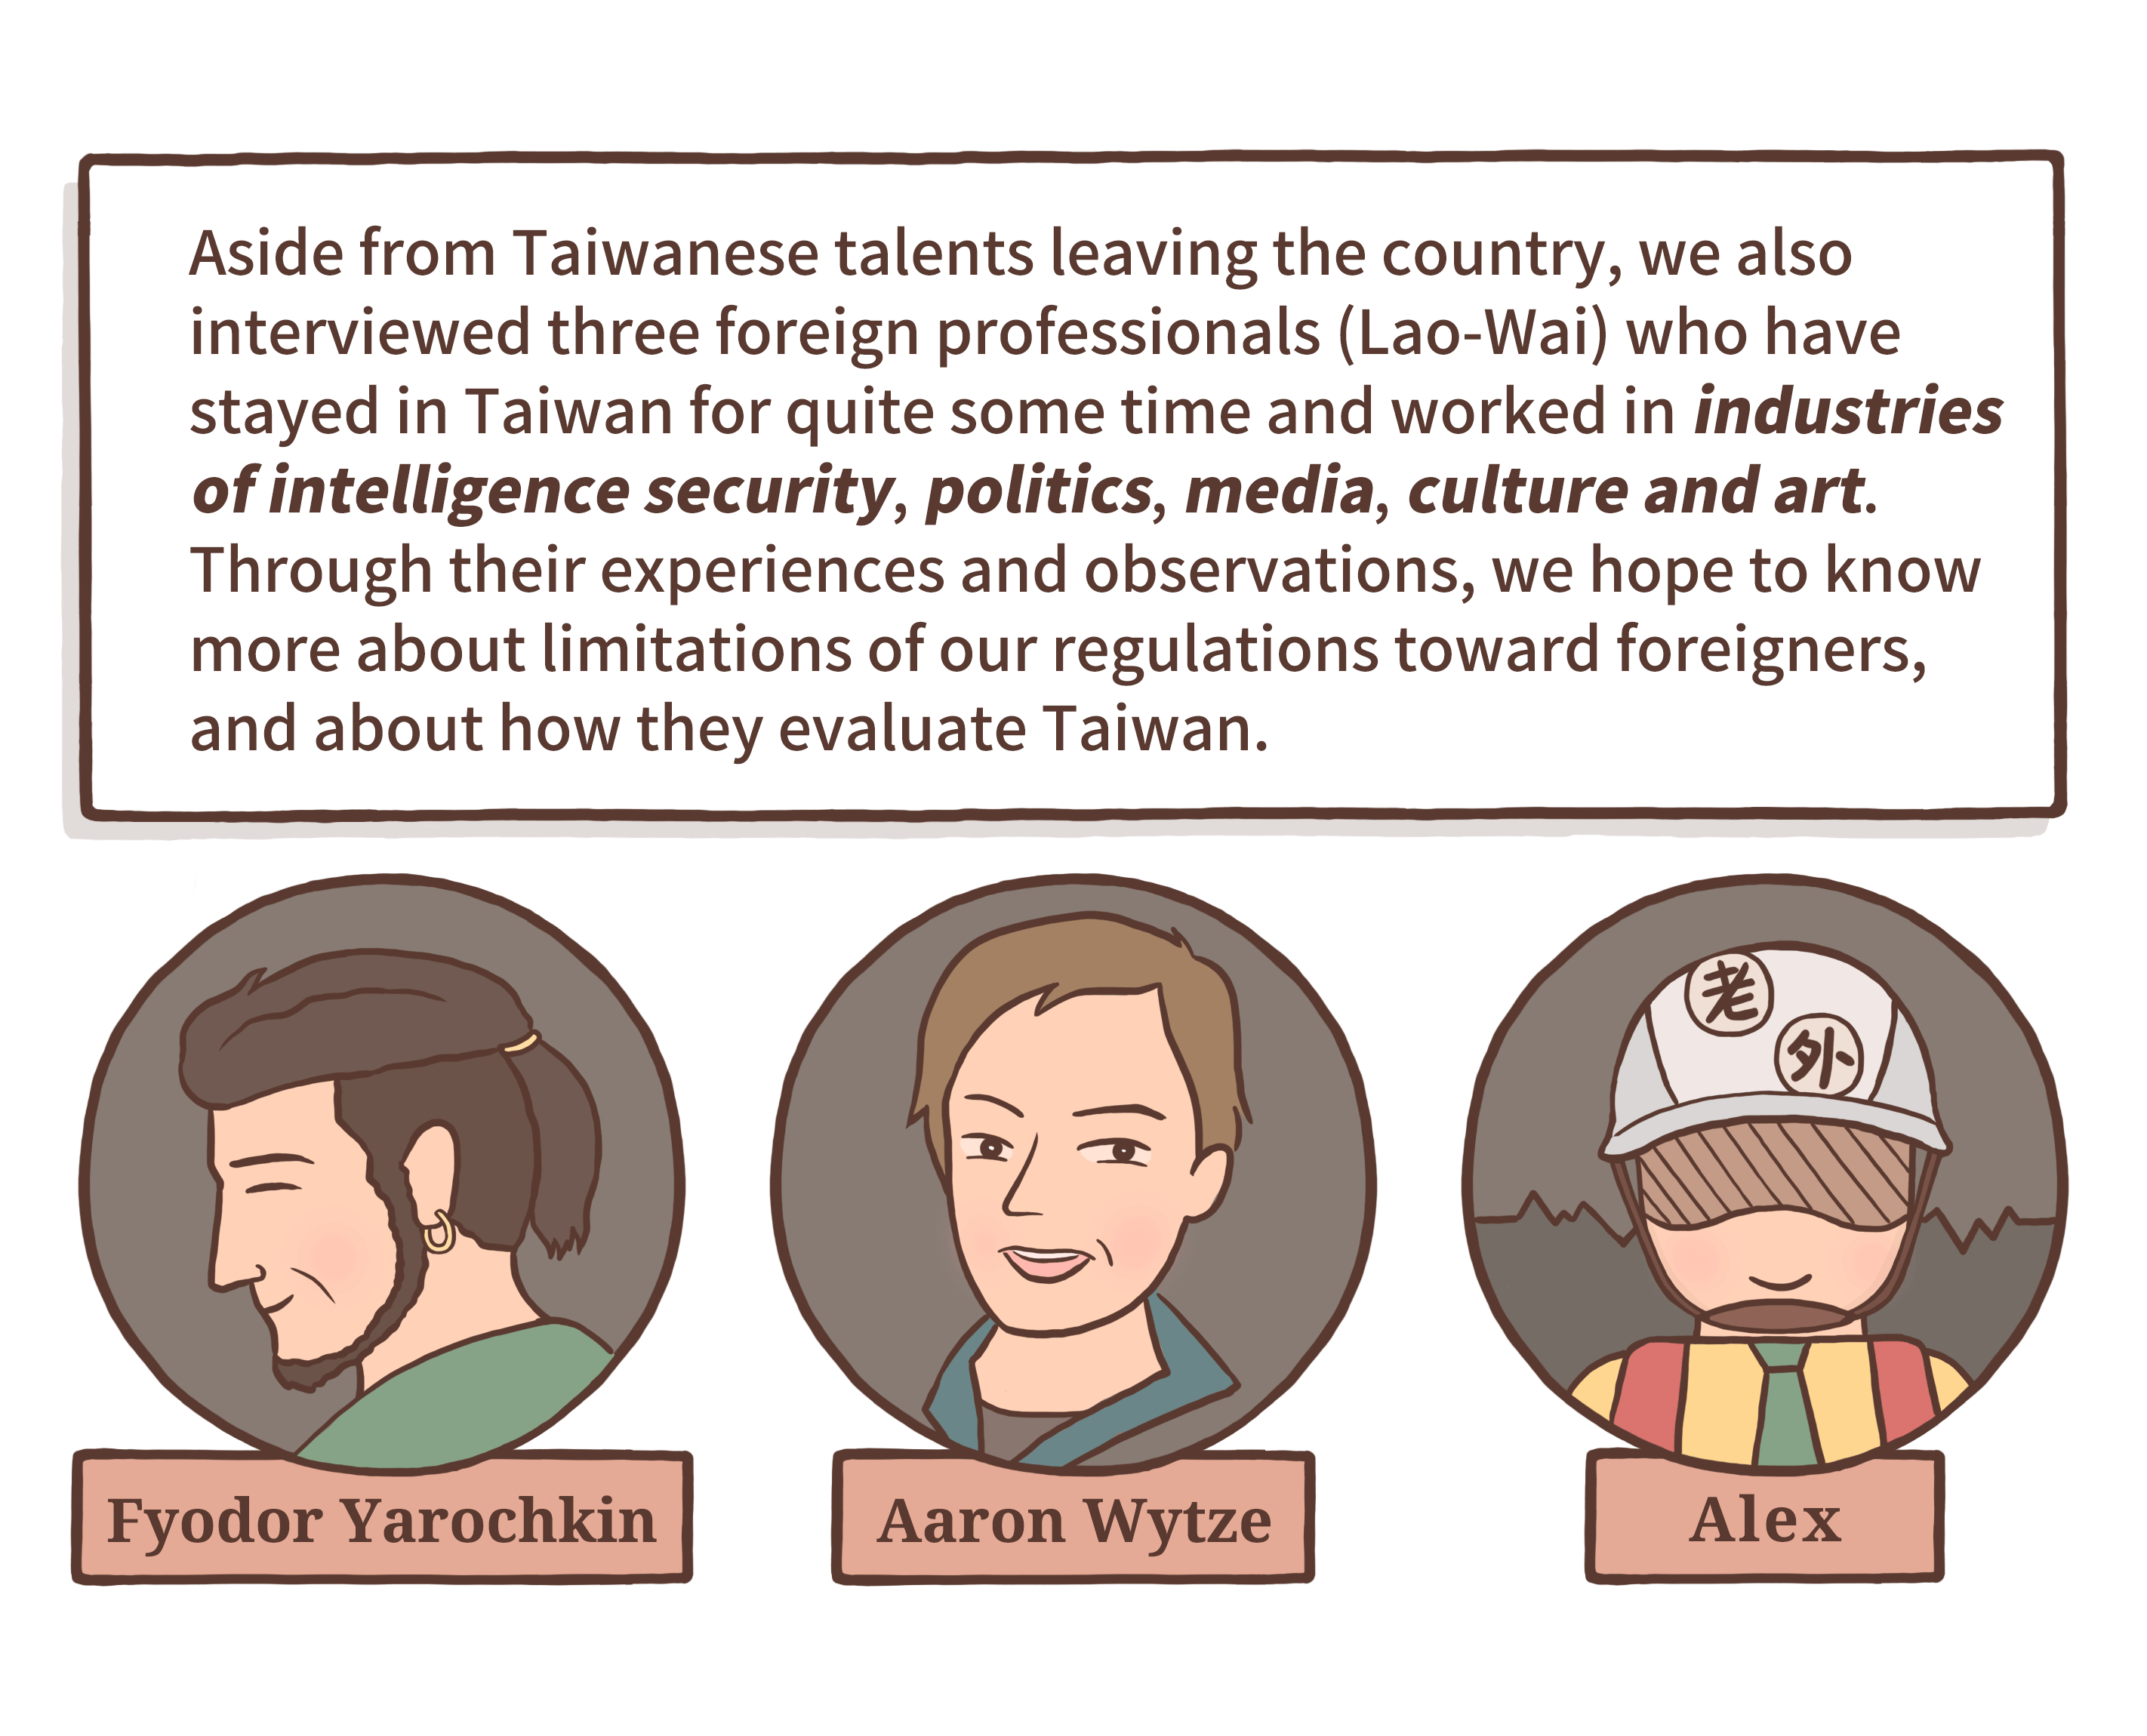 Aside from Taiwanese talents leaving the country, we also
interviewed three foreign professionals (Lao-Wai) who have
stayed in Taiwan for quite some time and worked in industries
of intelligence security, politics, media, culture and art.
Through their experiences and observations, we hope to know
more about limitations of our regulations toward foreigners,
and about how they evaluate Taiwan.
老
外
Fyodor Yarochkin
Aaron Wytze
Alex